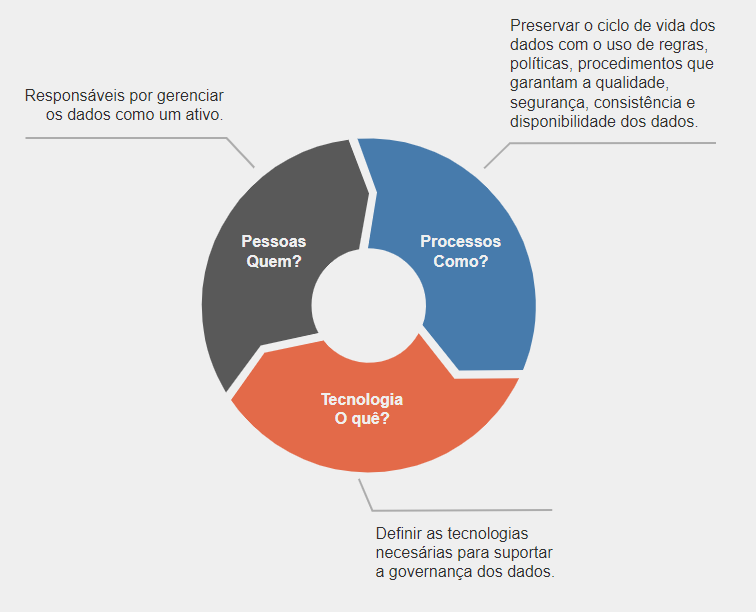 Preservar o ciclo de vida dos
dados com o uso de regras,
políticas, procedimentos que
garantam a qualidade,
segurança, consistência e
disponibilidade dos dados.
Responsáveis por gerenciar
os dados como um ativo.
Pessoas
Quem?
Processos
Como?
Tecnologia
O quê?
Definir as tecnologias
necesárias para suportar
a governança dos dados.